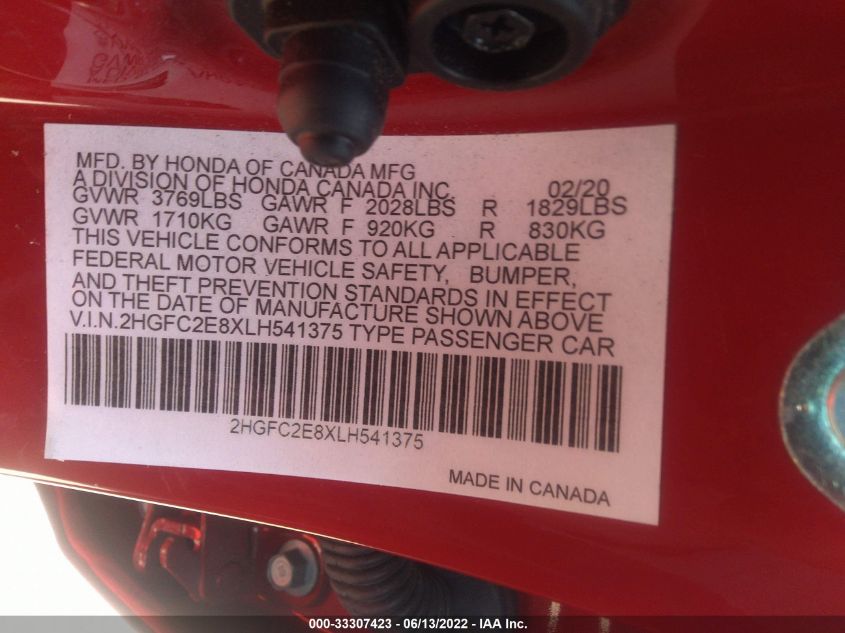 MFD. BY HONDA OF CANADA MFG
A DIVISION OF HONDA CANADA INC. 02/20
GVWR 3769LBS GAWR F 2028LBS R 1829LBS
GVWR 1710KG GAWR F 920KG R 830KG
THIS VEHICLE CONFORMS TO ALL APPLICABLE
FEDERAL MOTOR VEHICLE SAFETY, BUMPER,
AND THEFT PREVENTION STANDARDS IN EFFECT
ON THE DATE OF MANUFACTURE SHOWN ABOVE
V.I.N.2HGFC2E8XLH541375 TYPE PASSENGER CAR
2HGFC2E8XLH541375
MADE IN CANADA
000-33307423 - 06/13/2022 - IAA Inc.